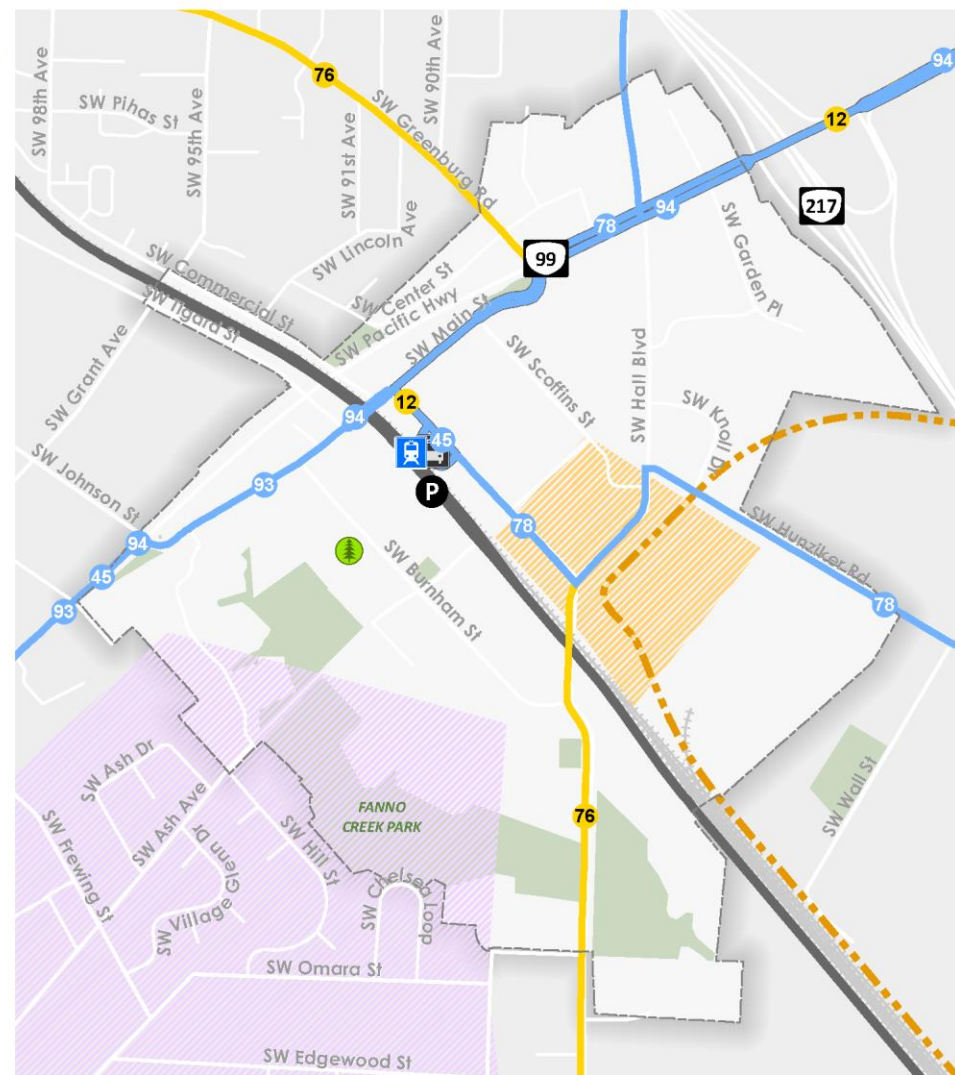 SW 98th Ave
SW Pihas St
SW 95th Ave
SW 91st Ave
SW 90th Ave
76
SW Greenburg Rd
94
12
217
78
94
99
SW Garden Pl
SW Lincoln Ave
SW Commercial St
SW Tigard St
SW Center St
SW Pacific Hwy
SW Main St
SW Grant Ave
SW Scoffins St
SW Hall Blvd
SW Knoll Dr
12
94
45
P
93
SW Johnson St
94
45
93
78
SW Hunziker Rd
78
SW Burnham St
SW Wall St
76
FANNO
CREEK PARK
SW Ash Dr
SW Ash Ave
SW Hill St
SW Frewing St
SW Village Glenn Dr
SW Chelsea Loop
SW Omara St
SW Edgewood St